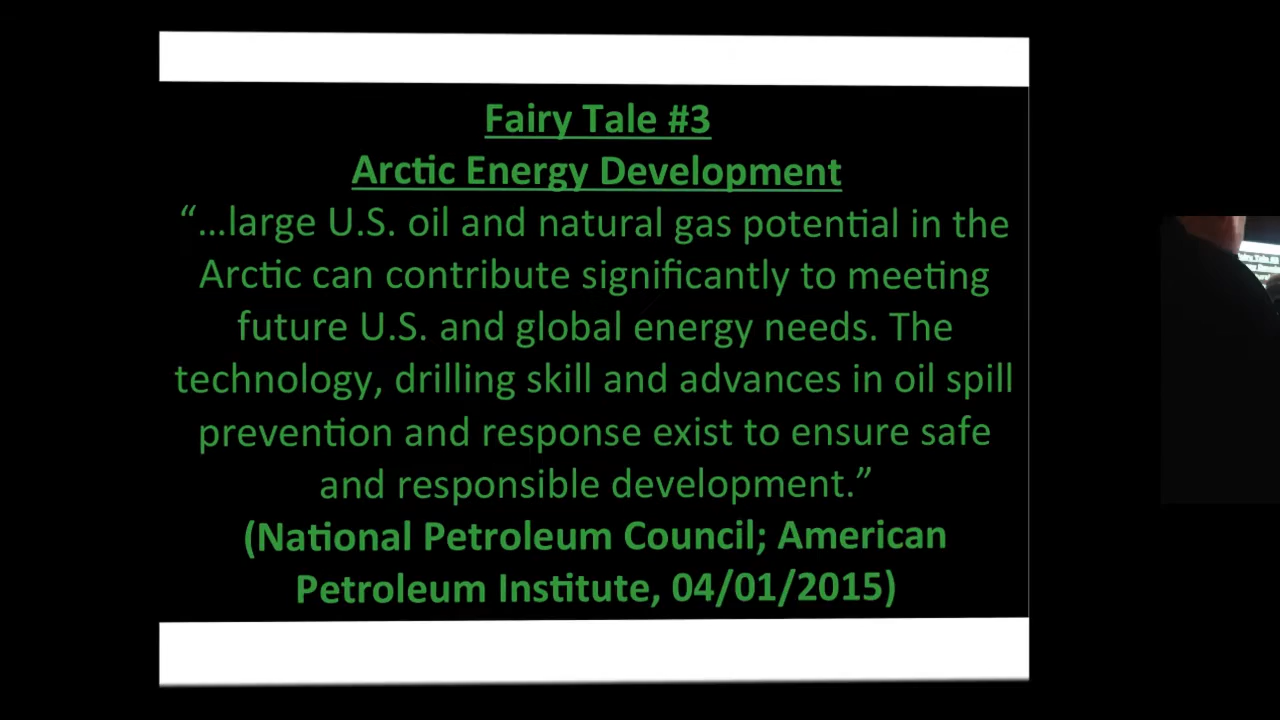 Fairy Tale #3
Arctic Energy Development
“…large U.S. oil and natural gas potential in the
Arctic can contribute significantly to meeting
future U.S. and global energy needs. The
technology, drilling skill and advances in oil spill
prevention and response exist to ensure safe
and responsible development.”
(National Petroleum Council; American
Petroleum Institute, 04/01/2015)